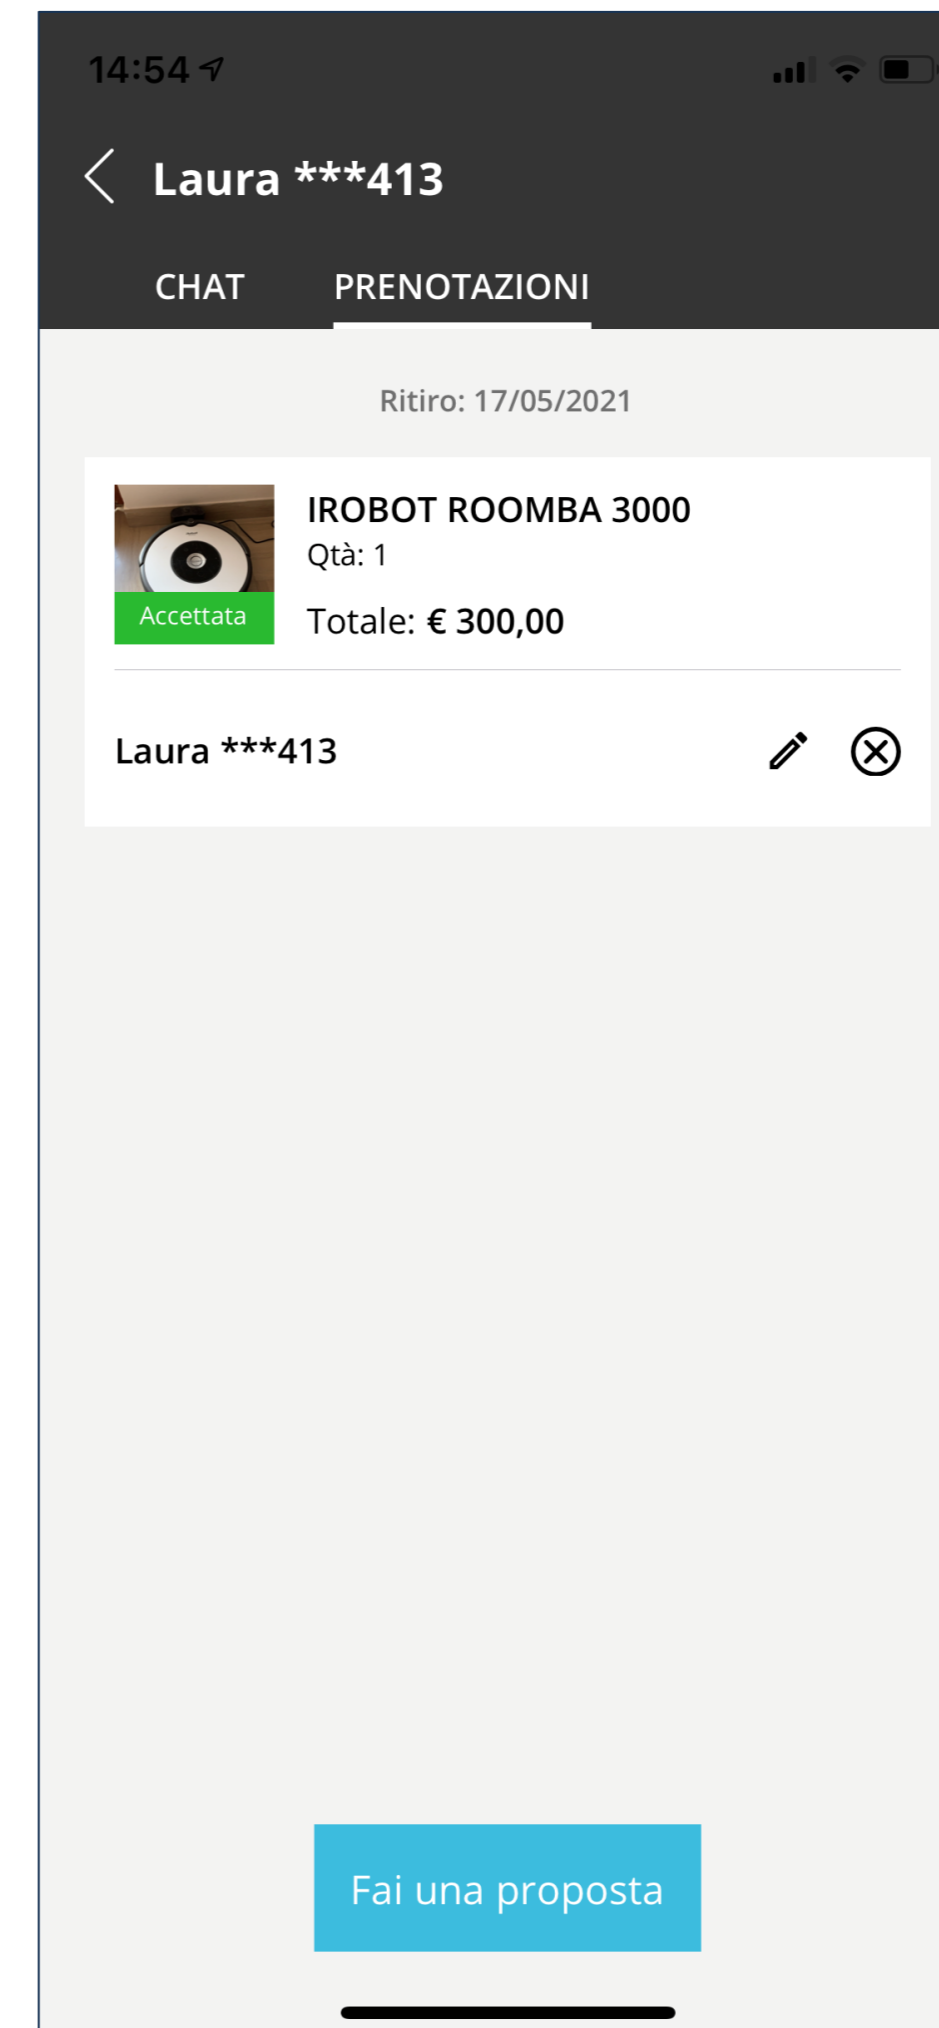 14:54
Laura ***413
CHAT PRENOTAZIONI
Ritiro: 17/05/2021
IROBOT ROOMBA 3000
Qtà: 1
Accettata
Totale: € 300,00
Laura ***413
Fai una proposta